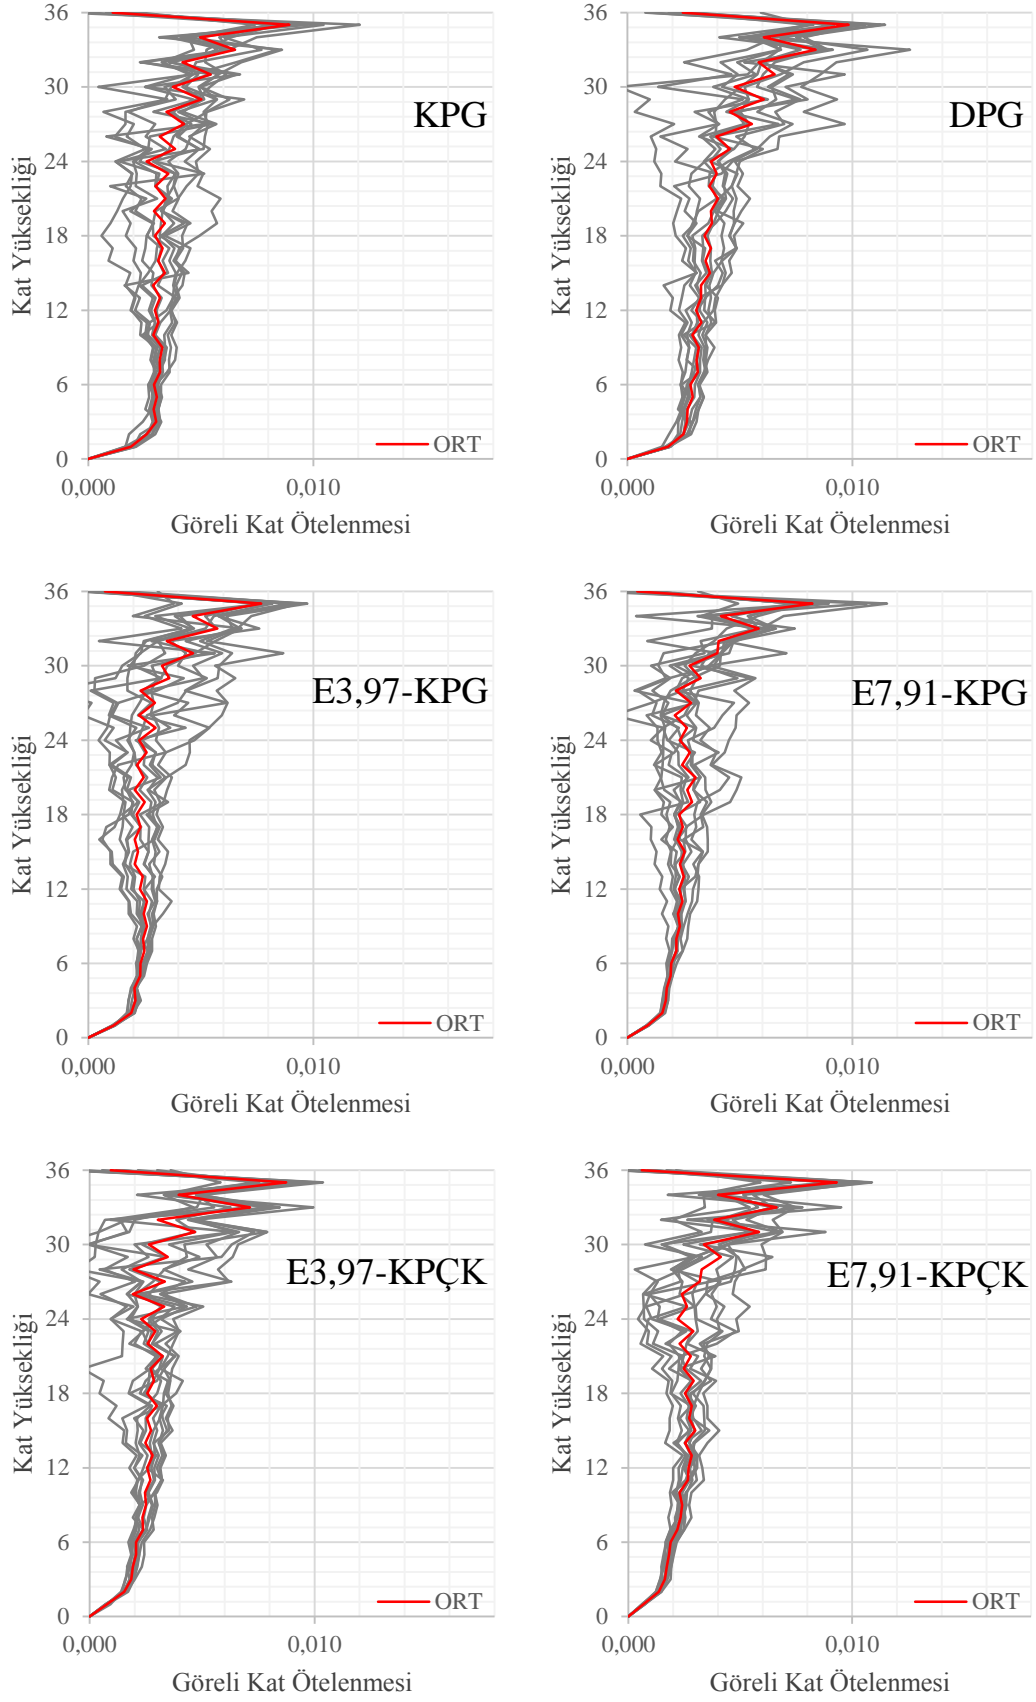 36
30
24
18
12
6
0
Kat Yüksekliği
KPG
ORT
0,000 0,010
Göreli Kat Ötelenmesi
36
30
24
18
12
6
0
Kat Yüksekliği
DPG
ORT
0,000 0,010
Göreli Kat Ötelenmesi
36
30
24
18
12
6
0
Kat Yüksekliği
E3,97-KPG
ORT
0,000 0,010
Göreli Kat Ötelenmesi
36
30
24
18
12
6
0
Kat Yüksekliği
E7,91-KPG
ORT
0,000 0,010
Göreli Kat Ötelenmesi
36
30
24
18
12
6
0
Kat Yüksekliği
E3,97-KPÇK
ORT
0,000 0,010
Göreli Kat Ötelenmesi
36
30
24
18
12
6
0
Kat Yüksekliği
E7,91-KPÇK
ORT
0,000 0,010
Göreli Kat Ötelenmesi